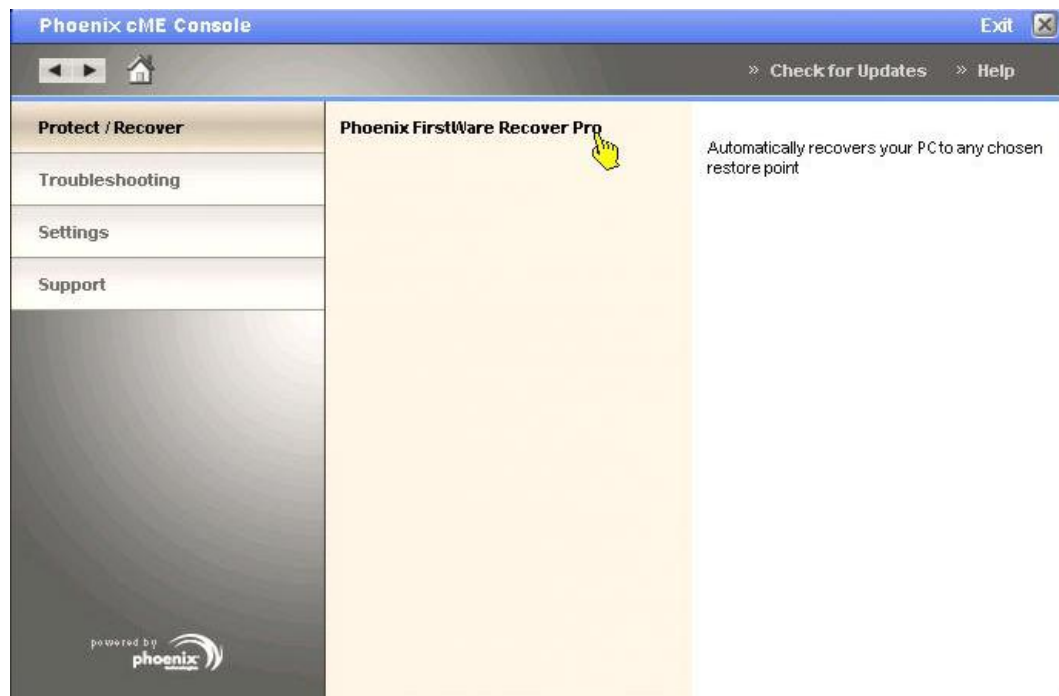 Phoenix cME Console
Exit
» Check for Updates
» Help
Protect / Recover
Troubleshooting
Settings
Support
Phoenix FirstWare Recover Pro
Automatically recovers your PC to any chosen
restore point
powered by
phoenix